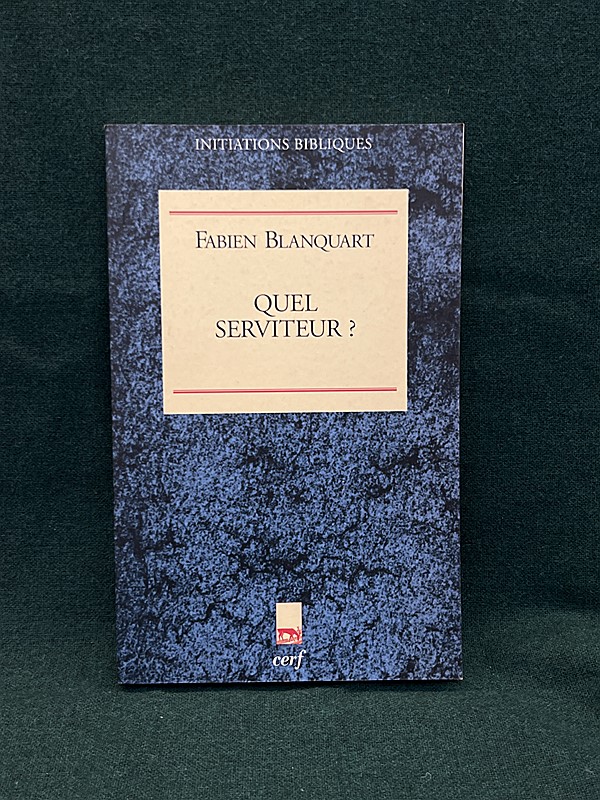 INITIATIONS BIBLIQUES
FABIEN BLANQUART
QUEL
SERVITEUR ?
cerf